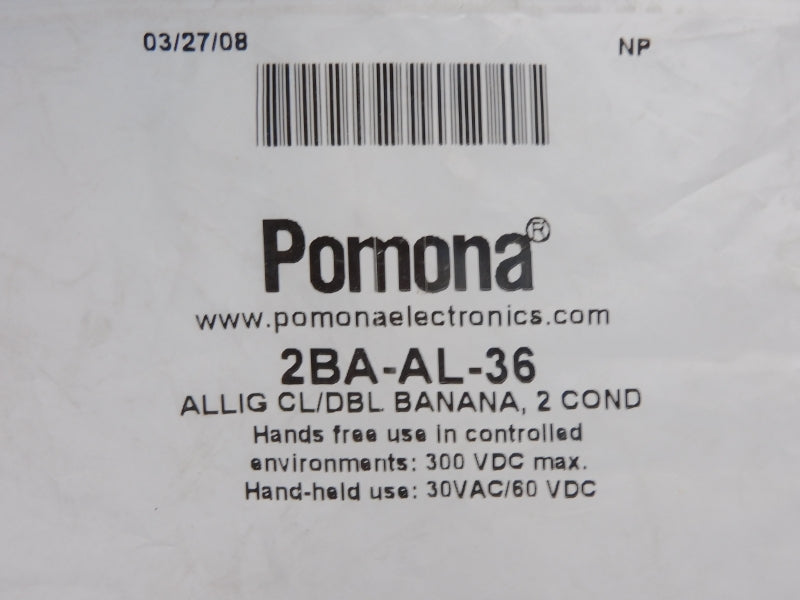 03/27/08 NP
Pomona®
www.pomonaelectronics.com
2BA-AL-36
ALLIG CL/DBL BANANA, 2 COND
Hands free use in controlled
environments: 300 VDC max.
Hand-held use: 30VAC/60 VDC